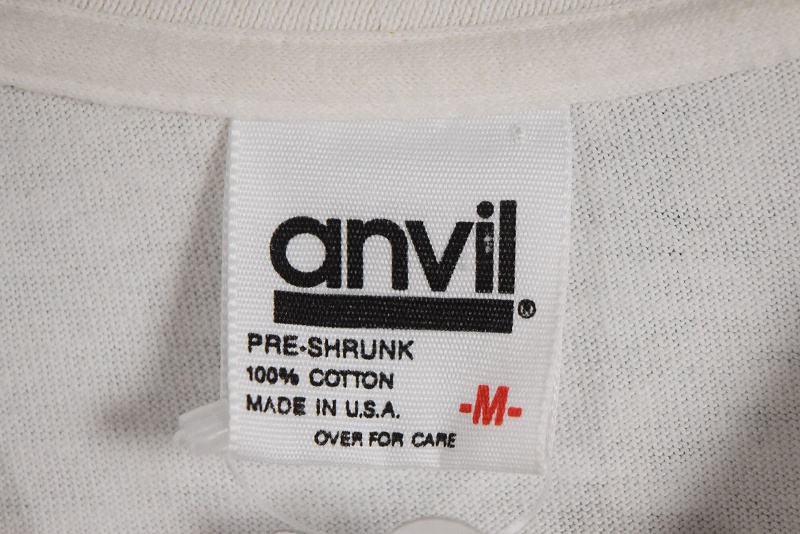 anvil®
PRE-SHRUNK
100% COTTON
MADE IN U.S.A.
-M-
OVER FOR CARE